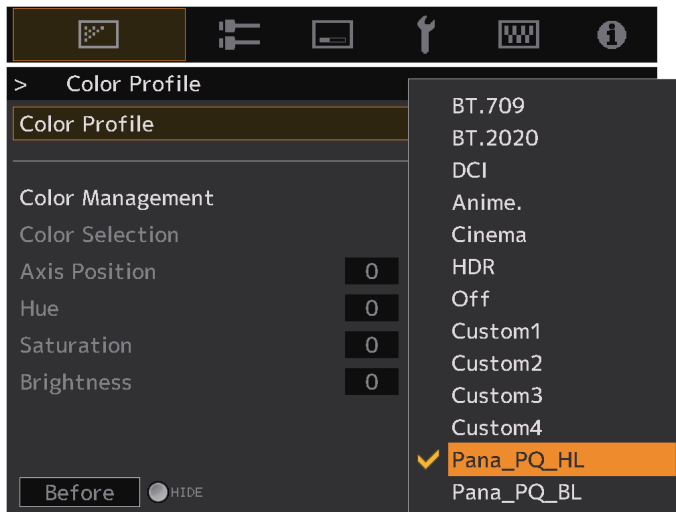 > Color Profile
Color Profile
Color Management
Color Selection
Axis Position 0
Hue 0
Saturation 0
Brightness 0
Before HIDE
BT.709
BT.2020
DCI
Anime.
Cinema
HDR
Off
Custom1
Custom2
Custom3
Custom4
Pana_PQ_HL
Pana_PQ_BL